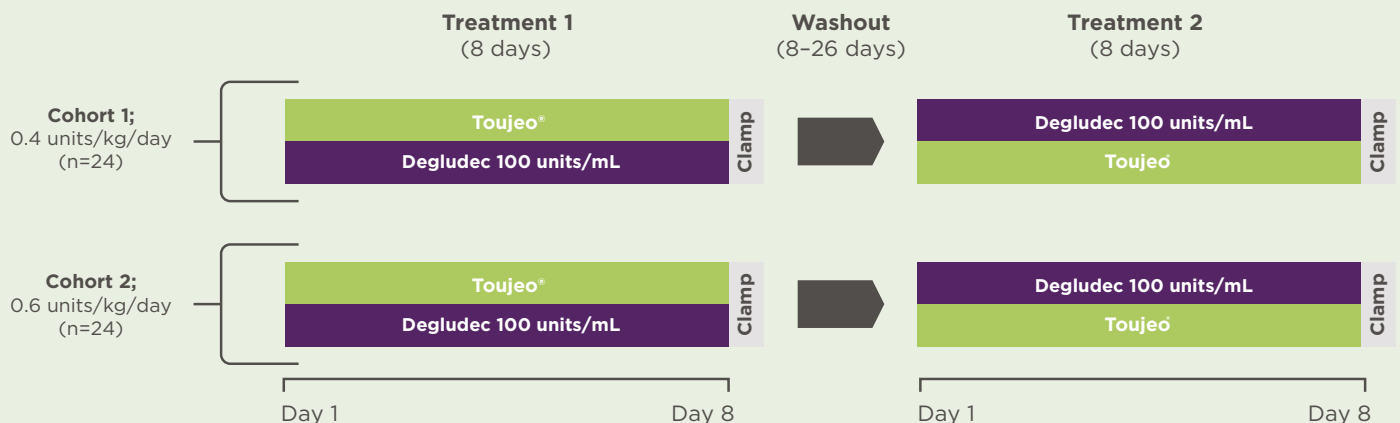 Treatment 1
(8 days)
Washout
(8–26 days)
Treatment 2
(8 days)
Cohort 1;
0.4 units/kg/day
(n=24)
Toujeo®
Degludec 100 units/mL
Clamp
Degludec 100 units/mL
Toujeo
Clamp
Cohort 2;
0.6 units/kg/day
(n=24)
Toujeo®
Degludec 100 units/mL
Clamp
Degludec 100 units/mL
Toujeo
Clamp
Day 1
Day 8
Day 1
Day 8